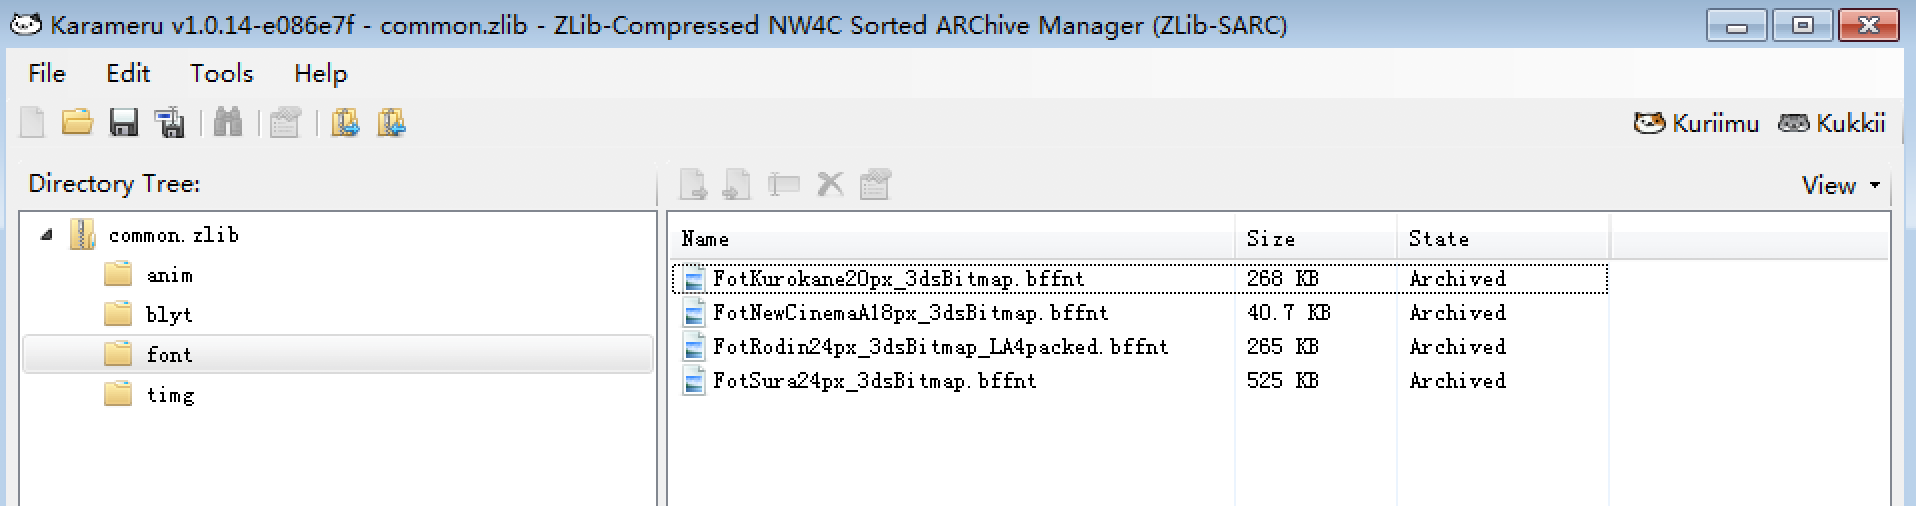 Karameru v1.0.14-e086e7f - common.zlib - ZLib-Compressed NW4C Sorted ARChive Manager (ZLib-SARC)
File Edit Tools Help
Kuriimu Kukkii
Directory Tree:
View
common.zlib
anim
blyt
font
timg
Name Size State
FotKurokane20px_3dsBitmap.bffnt 268 KB Archived
FotNewCinemaA18px_3dsBitmap.bffnt 40.7 KB Archived
FotRodin24px_3dsBitmap_LA4packed.bffnt 265 KB Archived
FotSura24px_3dsBitmap.bffnt 525 KB Archived